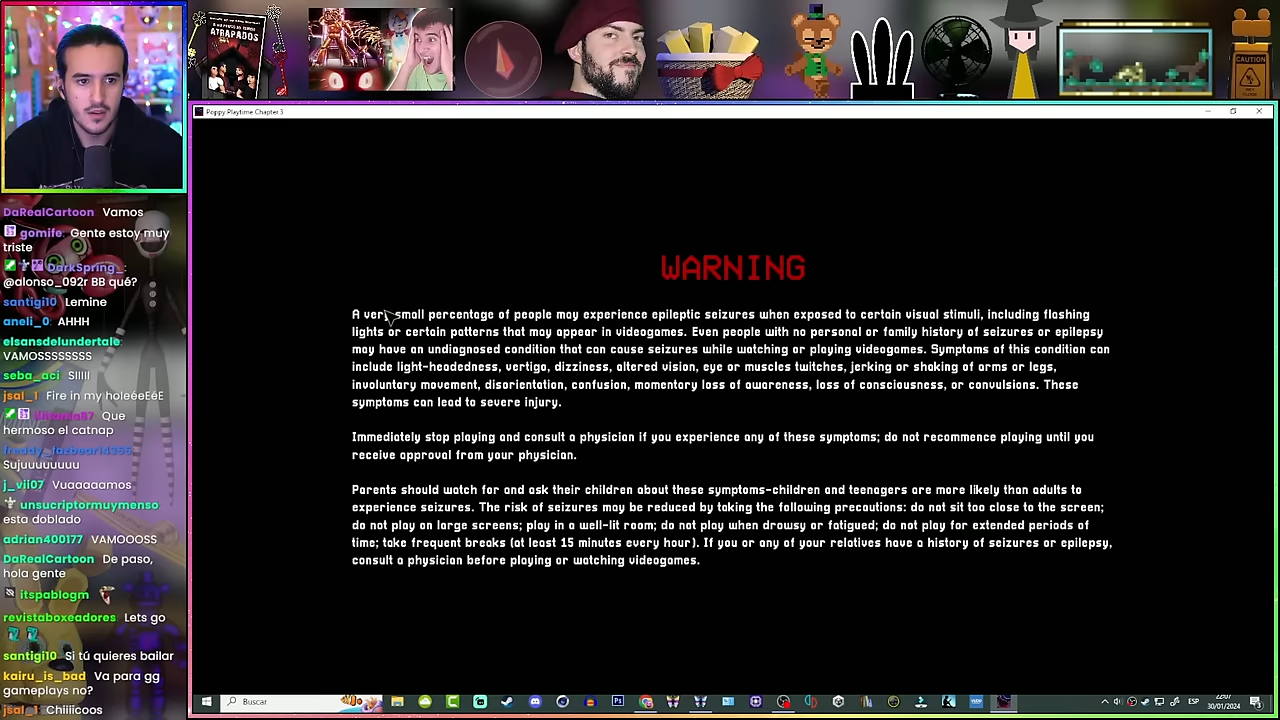 ATRAPADOS
CAUTION
Poppy Playtime Chapter 3
WARNING
A very small percentage of people may experience epileptic seizures when exposed to certain visual stimuli, including flashing
lights or certain patterns that may appear in videogames. Even people with no personal or family history of seizures or epilepsy
may have an undiagnosed condition that can cause seizures while watching or playing videogames. Symptoms of this condition can
include light-headedness, vertigo, dizziness, altered vision, eye or muscles twitches, jerking or shaking of arms or legs,
involuntary movement, disorientation, confusion, momentary loss of awareness, loss of consciousness, or convulsions. These
symptoms can lead to severe injury.
Immediately stop playing and consult a physician if you experience any of these symptoms; do not recommence playing until you
receive approval from your physician.
Parents should watch for and ask their children about these symptoms-children and teenagers are more likely than adults to
experience seizures. The risk of seizures may be reduced by taking the following precautions: do not sit too close to the screen;
do not play on large screens; play in a well-lit room; do not play when drowsy or fatigued; do not play for extended periods of
time; take frequent breaks (at least 15 minutes every hour). If you or any of your relatives have a history of seizures or epilepsy,
consult a physician before playing or watching videogames.
DaRealCartoon Vamos
gomife: Gente estoy muy
triste
DarkSpring_:
@alonso_092r BB qué?
santigi10 Lemine
aneli_0: AHHH
elsansdelundertale:
VAMOSSSSSSS
seba_aci SIIIII
jsal_1 Fire in my holeéeEéE
Que
hermoso el catnap
Sujuuuuuuu
j_vil07 Vuaaaaamos
unsucriptormuymenso
esta doblado
adrian400177 VAMOOOSS
DaRealCartoon De paso,
hola gente
itspablogm
revistaboxeadores Lets go
santigi10 Si tú quieres bailar
kairu_is_bad Va para gg
gameplays no?
jsal_1 Chiiiicoos
Buscar
ESP
22:07
30/01/2024